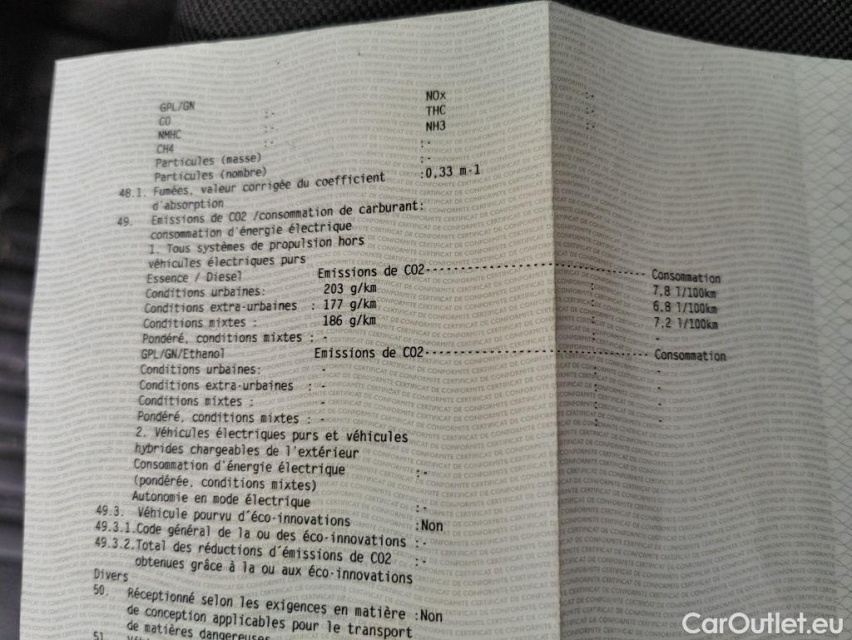 GPL/GN
CO
NMHC
CH4
NOx :-
THC
NH3 :-
Particules (masse) :-
Particules (nombre) :-
48.1. Fumées, valeur corrigée du coefficient :0,33 m-1
d'absorption
49. Emissions de CO2 /consommation de carburant:
consommation d'énergie électrique
1. Tous systèmes de propulsion hors
véhicules électriques purs
Essence / Diesel Emissions de CO2 Consommation
Conditions urbaines: 203 g/km : 7,8 l/100km
Conditions extra-urbaines : 177 g/km : 6,8 l/100km
Conditions mixtes : 186 g/km : 7,2 l/100km
Pondéré, conditions mixtes : - : -
GPL/GN/Ethanol Emissions de CO2 Consommation
Conditions urbaines: - : -
Conditions extra-urbaines : - : -
Conditions mixtes : - : -
Pondéré, conditions mixtes : - : -
2. Véhicules électriques purs et véhicules
hybrides chargeables de l'extérieur
Consommation d'énergie électrique :-
(pondérée, conditions mixtes)
Autonomie en mode électrique :-
49.3. Véhicule pourvu d'éco-innovations :Non
49.3.1.Code général de la ou des éco-innovations :-
49.3.2.Total des réductions d'émissions de CO2 :-
obtenues grâce à la ou aux éco-innovations
Divers
50. Réceptionné selon les exigences en matière :Non
de conception applicables pour le transport
de matières dangereuses
51.
CarOutlet.eu